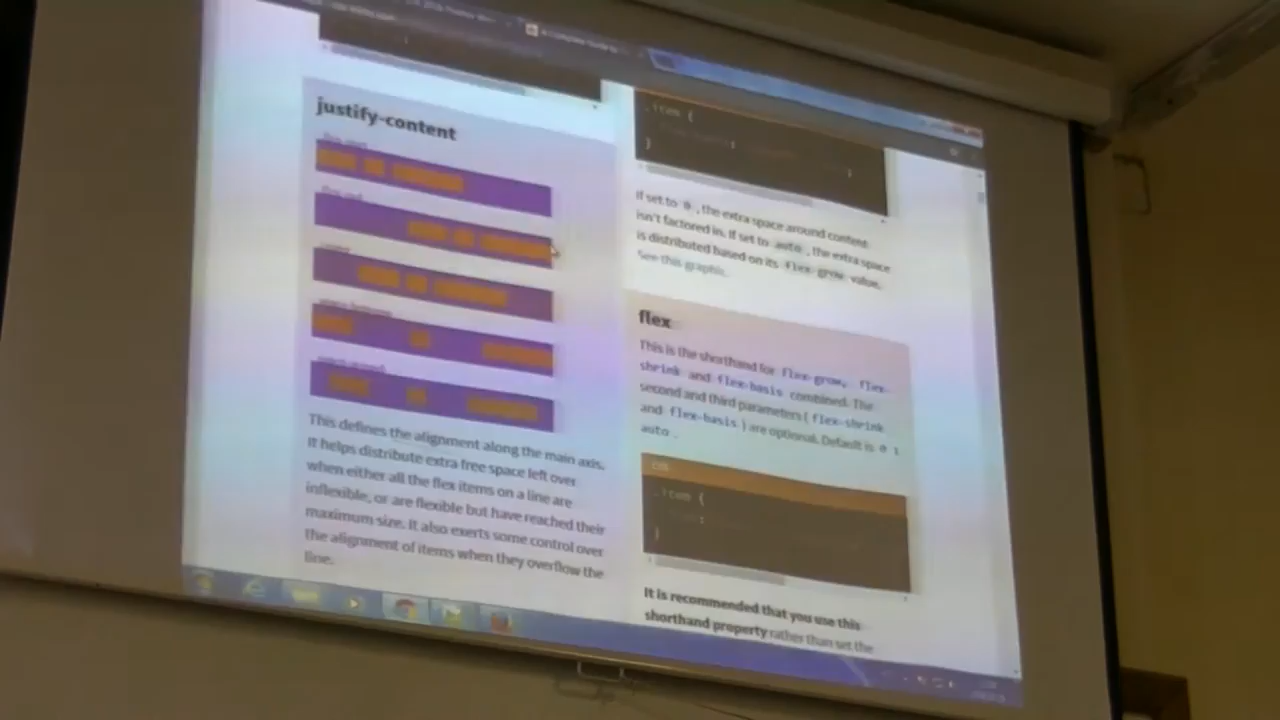 justify-content
This defines the alignment along the main axis.
It helps distribute extra free space left over
when either all the flex items on a line are
inflexible, or are flexible but have reached their
maximum size. It also exerts some control over
the alignment of items when they overflow the
line.
.item {
}
If set to 0 , the extra space around content
isn't factored in. If set to auto , the extra space
is distributed based on its flex-grow value.
See this graphic.
flex
This is the shorthand for flex-grow, flex-
shrink and flex-basis combined. The
second and third parameters ( flex-shrink
and flex-basis ) are optional. Default is 0 1
auto .
css
.item {
}
It is recommended that you use this
shorthand property rather than set the